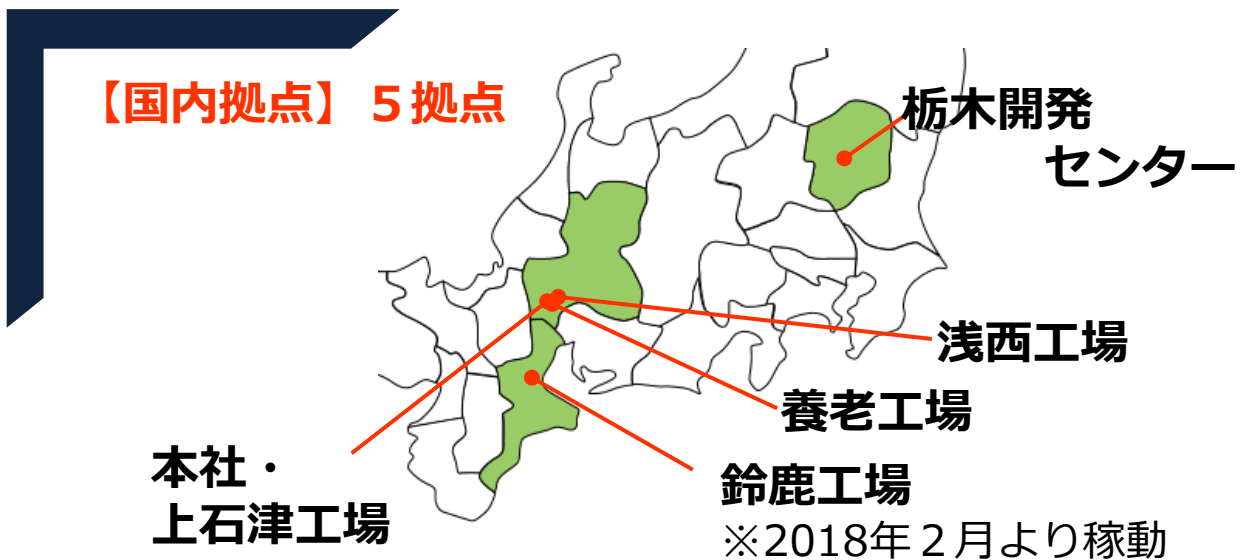 【国内拠点】５拠点
栃木開発
センター
浅西工場
養老工場
本社・
上石津工場
鈴鹿工場
※2018年２月より稼動